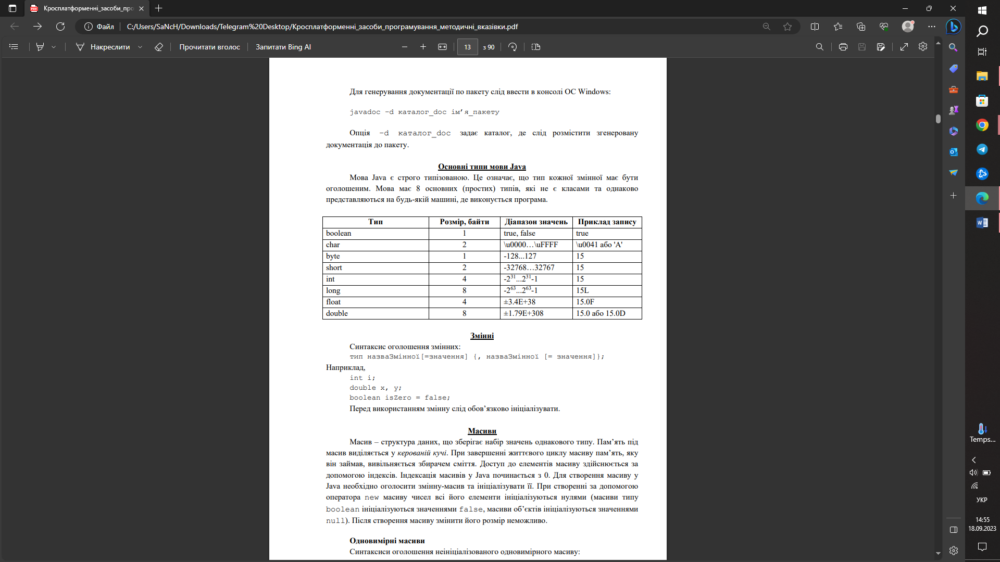 Кросплатформенні_засоби_про
Файл
C:/Users/SaNcH/Downloads/Telegram%20Desktop/Кросплатформенні_засоби_програмування_методичні_вказівки.pdf
Накреслити
Прочитати вголос
Запитати Bing AI
13
з 90
Для генерування документації по пакету слід ввести в консолі ОС Windows:
javadoc -d каталог_doc ім’я_пакету
Опція -d каталог_doc задає каталог, де слід розмістити згенеровану
документація до пакету.
Основні типи мови Java
Мова Java є строго типізованою. Це означає, що тип кожної змінної має бути
оголошеним. Мова має 8 основних (простих) типів, які не є класами та однаково
представляються на будь-якій машині, де виконується програма.
Тип Розмір, байти Діапазон значень Приклад запису
boolean 1 true, false true
char 2 \u0000…\uFFFF \u0041 або 'A'
byte 1 -128...127 15
short 2 -32768…32767 15
int 4 -2^31...2^31-1 15
long 8 -2^63...2^63-1 15L
float 4 ±3.4E+38 15.0F
double 8 ±1.79E+308 15.0 або 15.0D
Змінні
Синтаксис оголошення змінних:
тип назваЗмінної[=значення] {, назваЗмінної [= значення]};
Наприклад,
int i;
double x, y;
boolean isZero = false;
Перед використанням змінну слід обов’язково ініціалізувати.
Масиви
Масив – структура даних, що зберігає набір значень однакового типу. Пам’ять під
масив виділяється у керованій кучі. При завершенні життєвого циклу масиву пам’ять, яку
він займав, вивільняється збирачем сміття. Доступ до елементів масиву здійснюється за
допомогою індексів. Індексація масивів у Java починається з 0. Для створення масиву у
Java необхідно оголосити змінну-масив та ініціалізувати її. При створенні за допомогою
оператора new масиву чисел всі його елементи ініціалізуються нулями (масиви типу
boolean ініціалізуються значеннями false, масиви об’єктів ініціалізуються значеннями
null). Після створення масиву змінити його розмір неможливо.
Одновимірні масиви
Синтаксиси оголошення неініціалізованого одновимірного масиву:
Temps...
УКР
14:55
18.09.2023